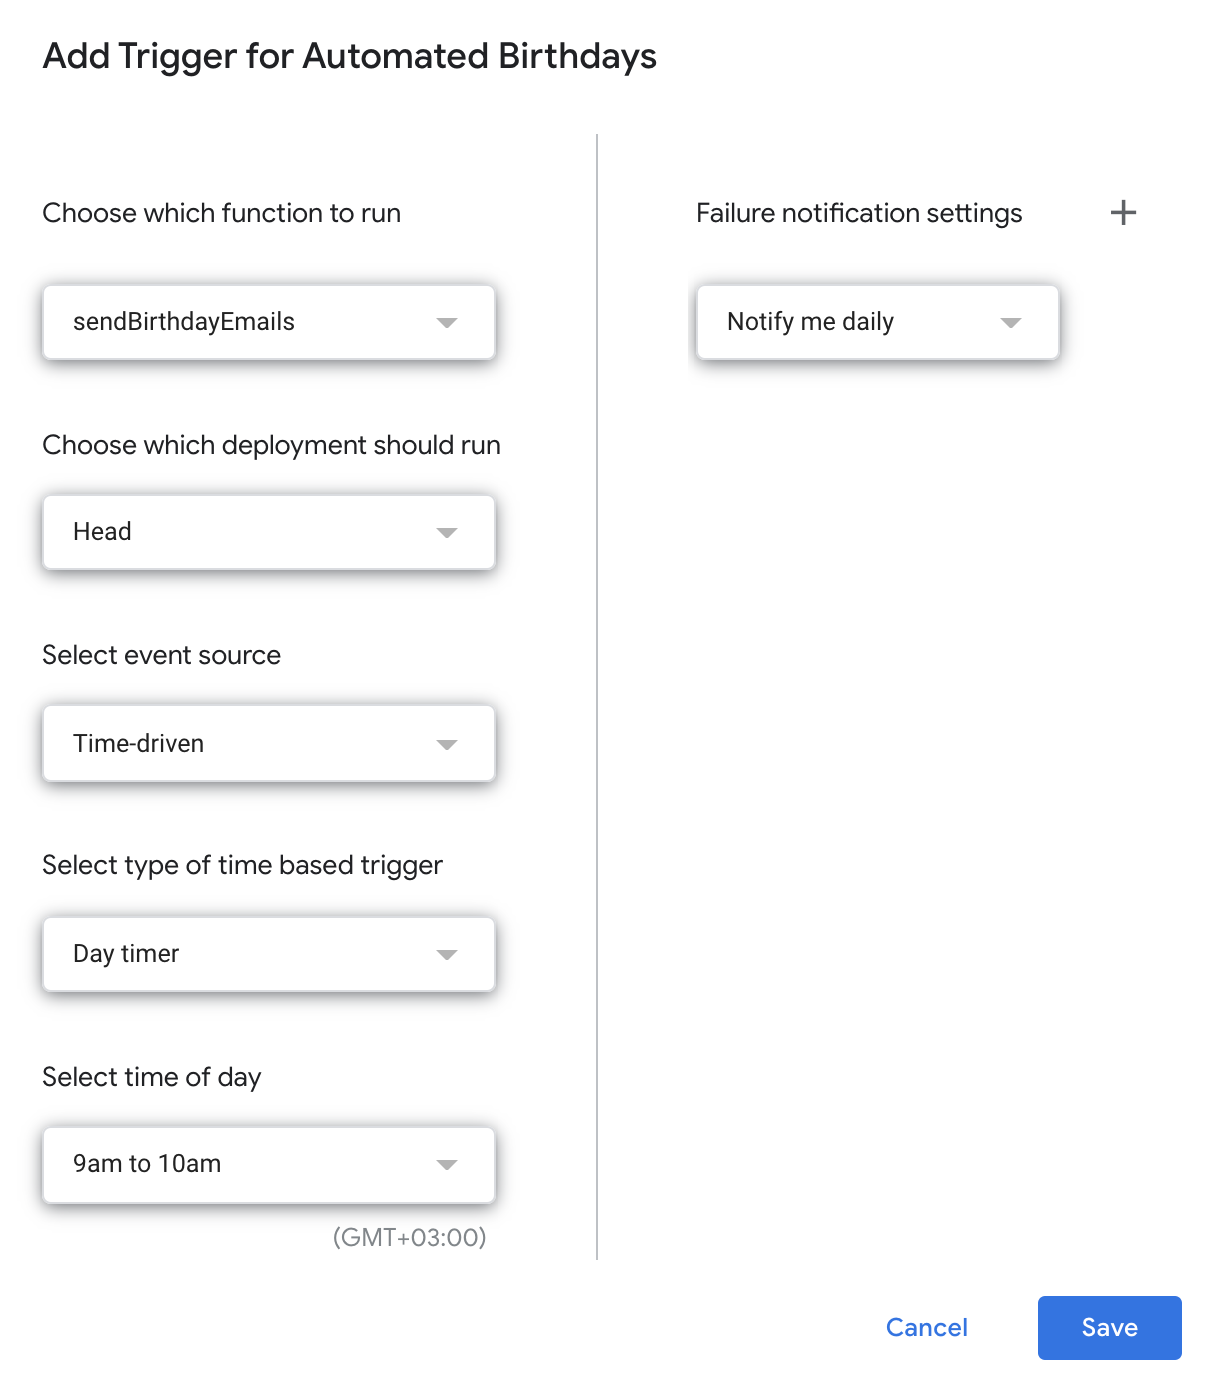 Add Trigger for Automated Birthdays
Choose which function to run
sendBirthdayEmails
Choose which deployment should run
Head
Select event source
Time-driven
Select type of time based trigger
Day timer
Select time of day
9am to 10am
(GMT+03:00)
Failure notification settings
Notify me daily
Cancel
Save